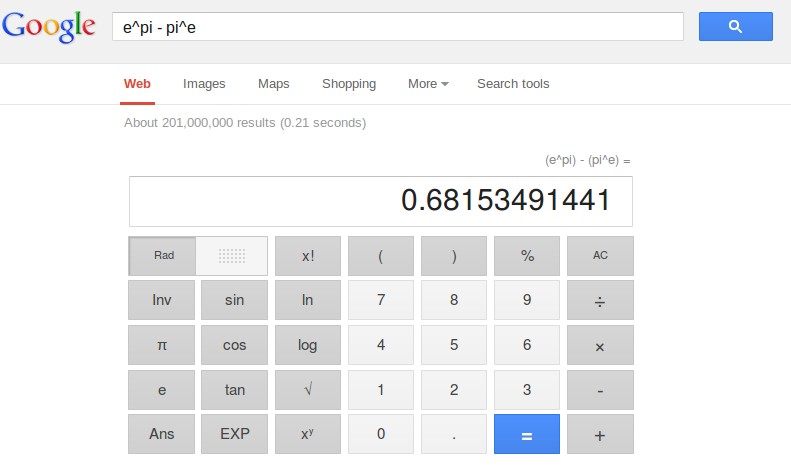 Google e^pi - pi^e
Web Images Maps Shopping More Search tools
About 201,000,000 results (0.21 seconds)
(e^pi) - (pi^e) =
0.68153491441
Rad x! ( ) % AC
Inv sin ln 7 8 9 ÷
π cos log 4 5 6 ×
e tan √ 1 2 3 -
Ans EXP xʸ 0 . = +